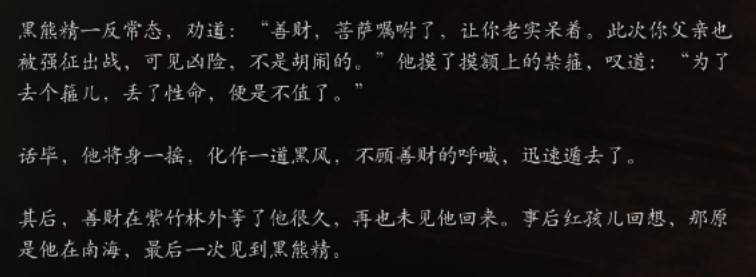 黑熊精一反常态，劝道：“善财，菩萨嘱咐了，让你老实呆着。此次你父亲也
被强征出战，可见凶险，不是胡闹的。”他摸了摸额上的禁箍，叹道：“为了
去个箍儿，丢了性命，便是不值了。”
话毕，他将身一摇，化作一道黑风，不顾善财的呼喊，迅速遁去了。
其后，善财在紫竹林外等了他很久，再也未见他回来。事后红孩儿回想，那原
是他在南海，最后一次见到黑熊精。